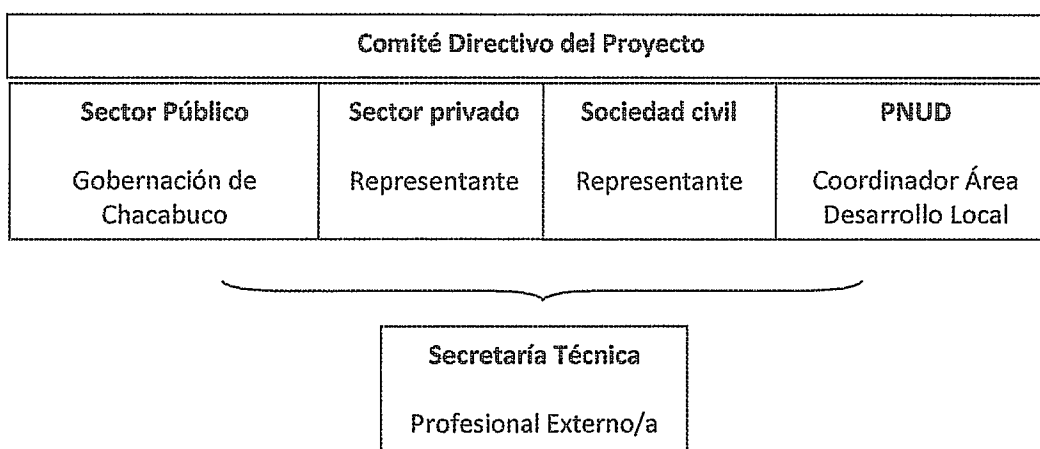 Comité Directivo del Proyecto
Sector Público
Gobernación de
Chacabuco
Sector privado
Representante
Sociedad civil
Representante
PNUD
Coordinador Área
Desarrollo Local
Secretaría Técnica
Profesional Externo/a